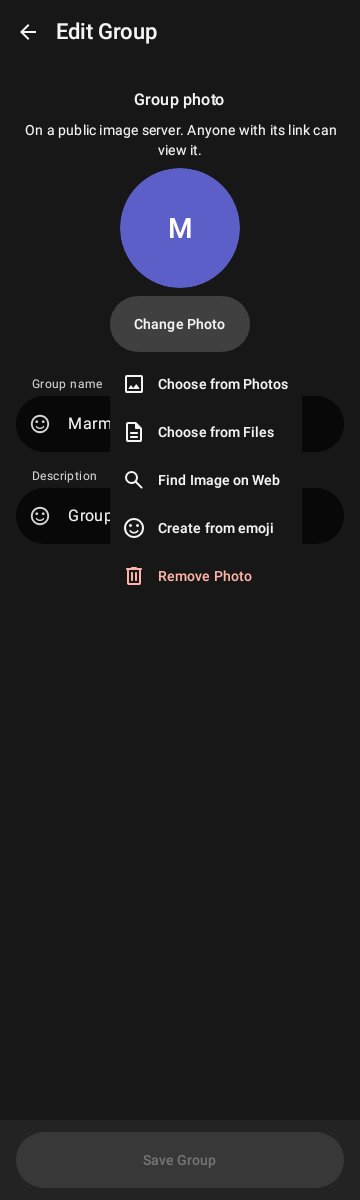 Edit Group
Group photo
On a public image server. Anyone with its link can
view it.
M
Change Photo
Group name
Choose from Photos
Choose from Files
Description
Group
Find Image on Web
Create from emoji
Remove Photo
Save Group